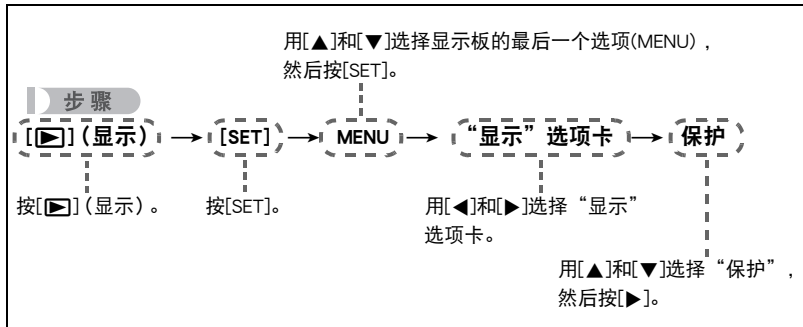 用[▲]和[▼]选择显示板的最后一个选项(MENU)，
然后按[SET]。
步骤
[▶](显示) → [SET] → MENU → “显示”选项卡 → 保护
按[▶](显示)。 按[SET]。 用[◀]和[▶]选择“显示”
选项卡。
用[▲]和[▼]选择“保护”，
然后按[▶]。